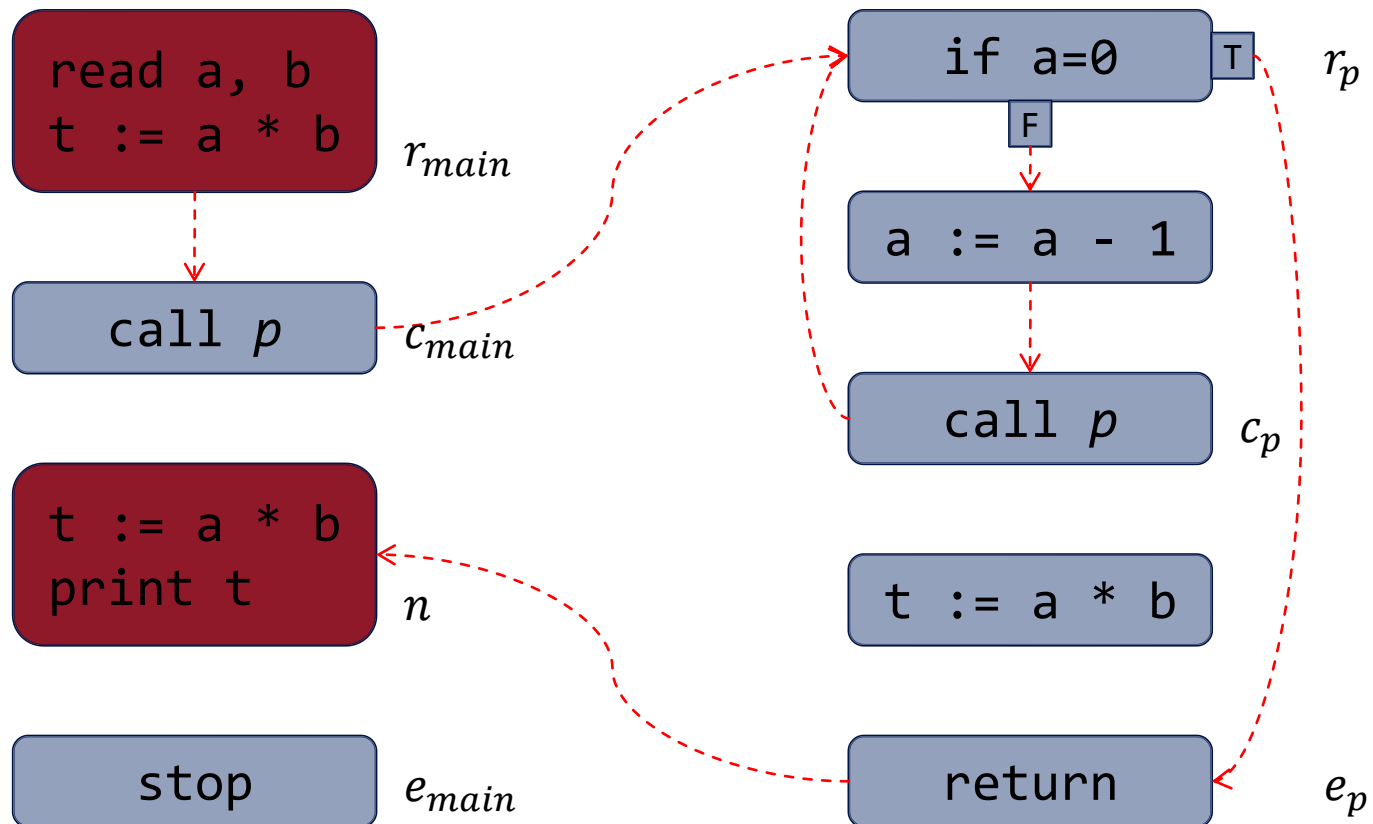 read a, b
t := a * b
r_main
call p
c_main
t := a * b
print t
n
stop
e_main
if a=0
T
r_p
F
a := a - 1
call p
c_p
t := a * b
return
e_p